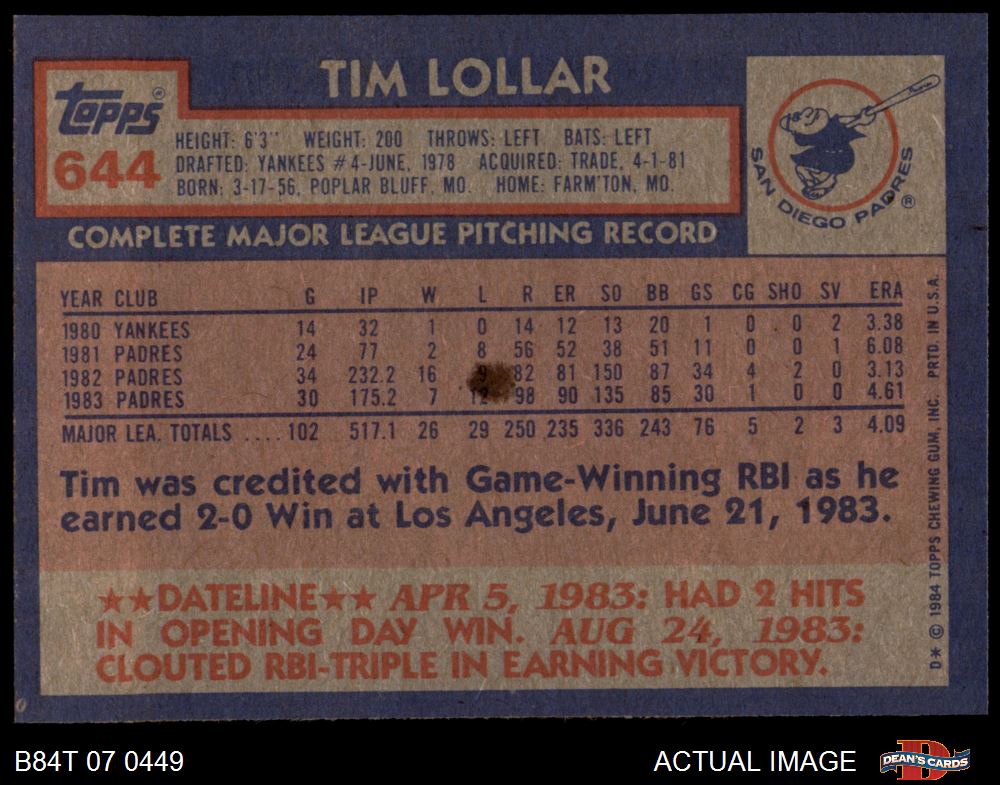 TIM LOLLAR
Topps®
644
HEIGHT: 6'3" WEIGHT: 200 THROWS: LEFT BATS: LEFT
DRAFTED: YANKEES #4-JUNE, 1978 ACQUIRED: TRADE, 4-1-81
BORN: 3-17-56, POPLAR BLUFF, MO. HOME: FARM'TON, MO.
SAN DIEGO PADRES ®
COMPLETE MAJOR LEAGUE PITCHING RECORD
YEAR CLUB G IP W L R ER SO BB GS CG SHO SV ERA
1980 YANKEES 14 32 1 0 14 12 13 20 1 0 0 2 3.38
1981 PADRES 24 77 2 8 56 52 38 51 11 0 0 1 6.08
1982 PADRES 34 232.2 16 9 82 81 150 87 34 4 2 0 3.13
1983 PADRES 30 175.2 7 12 98 90 135 85 30 1 0 0 4.61
MAJOR LEA. TOTALS .... 102 517.1 26 29 250 235 336 243 76 5 2 3 4.09
Tim was credited with Game-Winning RBI as he
earned 2-0 Win at Los Angeles, June 21, 1983.
★★DATELINE★★ APR 5, 1983: HAD 2 HITS
IN OPENING DAY WIN. AUG 24, 1983:
CLOUTED RBI-TRIPLE IN EARNING VICTORY.
D* © 1984 TOPPS CHEWING GUM, INC. PRTD. IN U.S.A.
B84T 07 0449
ACTUAL IMAGE
DEAN'S CARDS